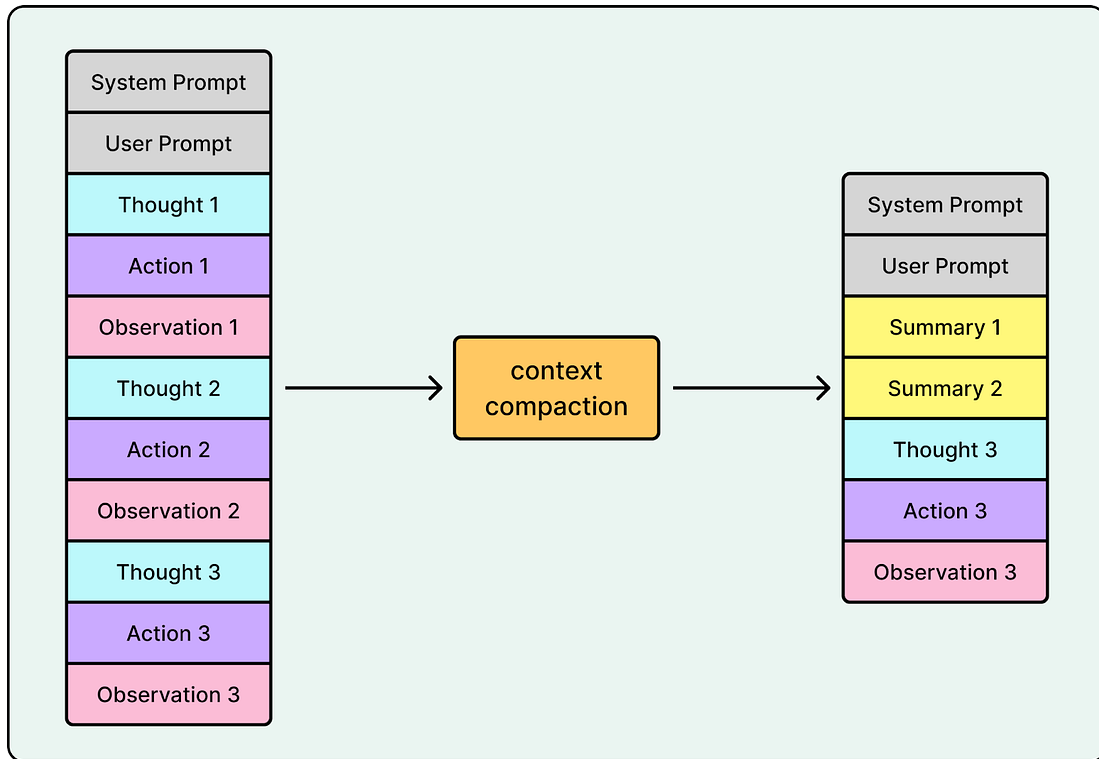 System Prompt
User Prompt
Thought 1
Action 1
Observation 1
Thought 2
Action 2
Observation 2
Thought 3
Action 3
Observation 3
context
compaction
System Prompt
User Prompt
Summary 1
Summary 2
Thought 3
Action 3
Observation 3